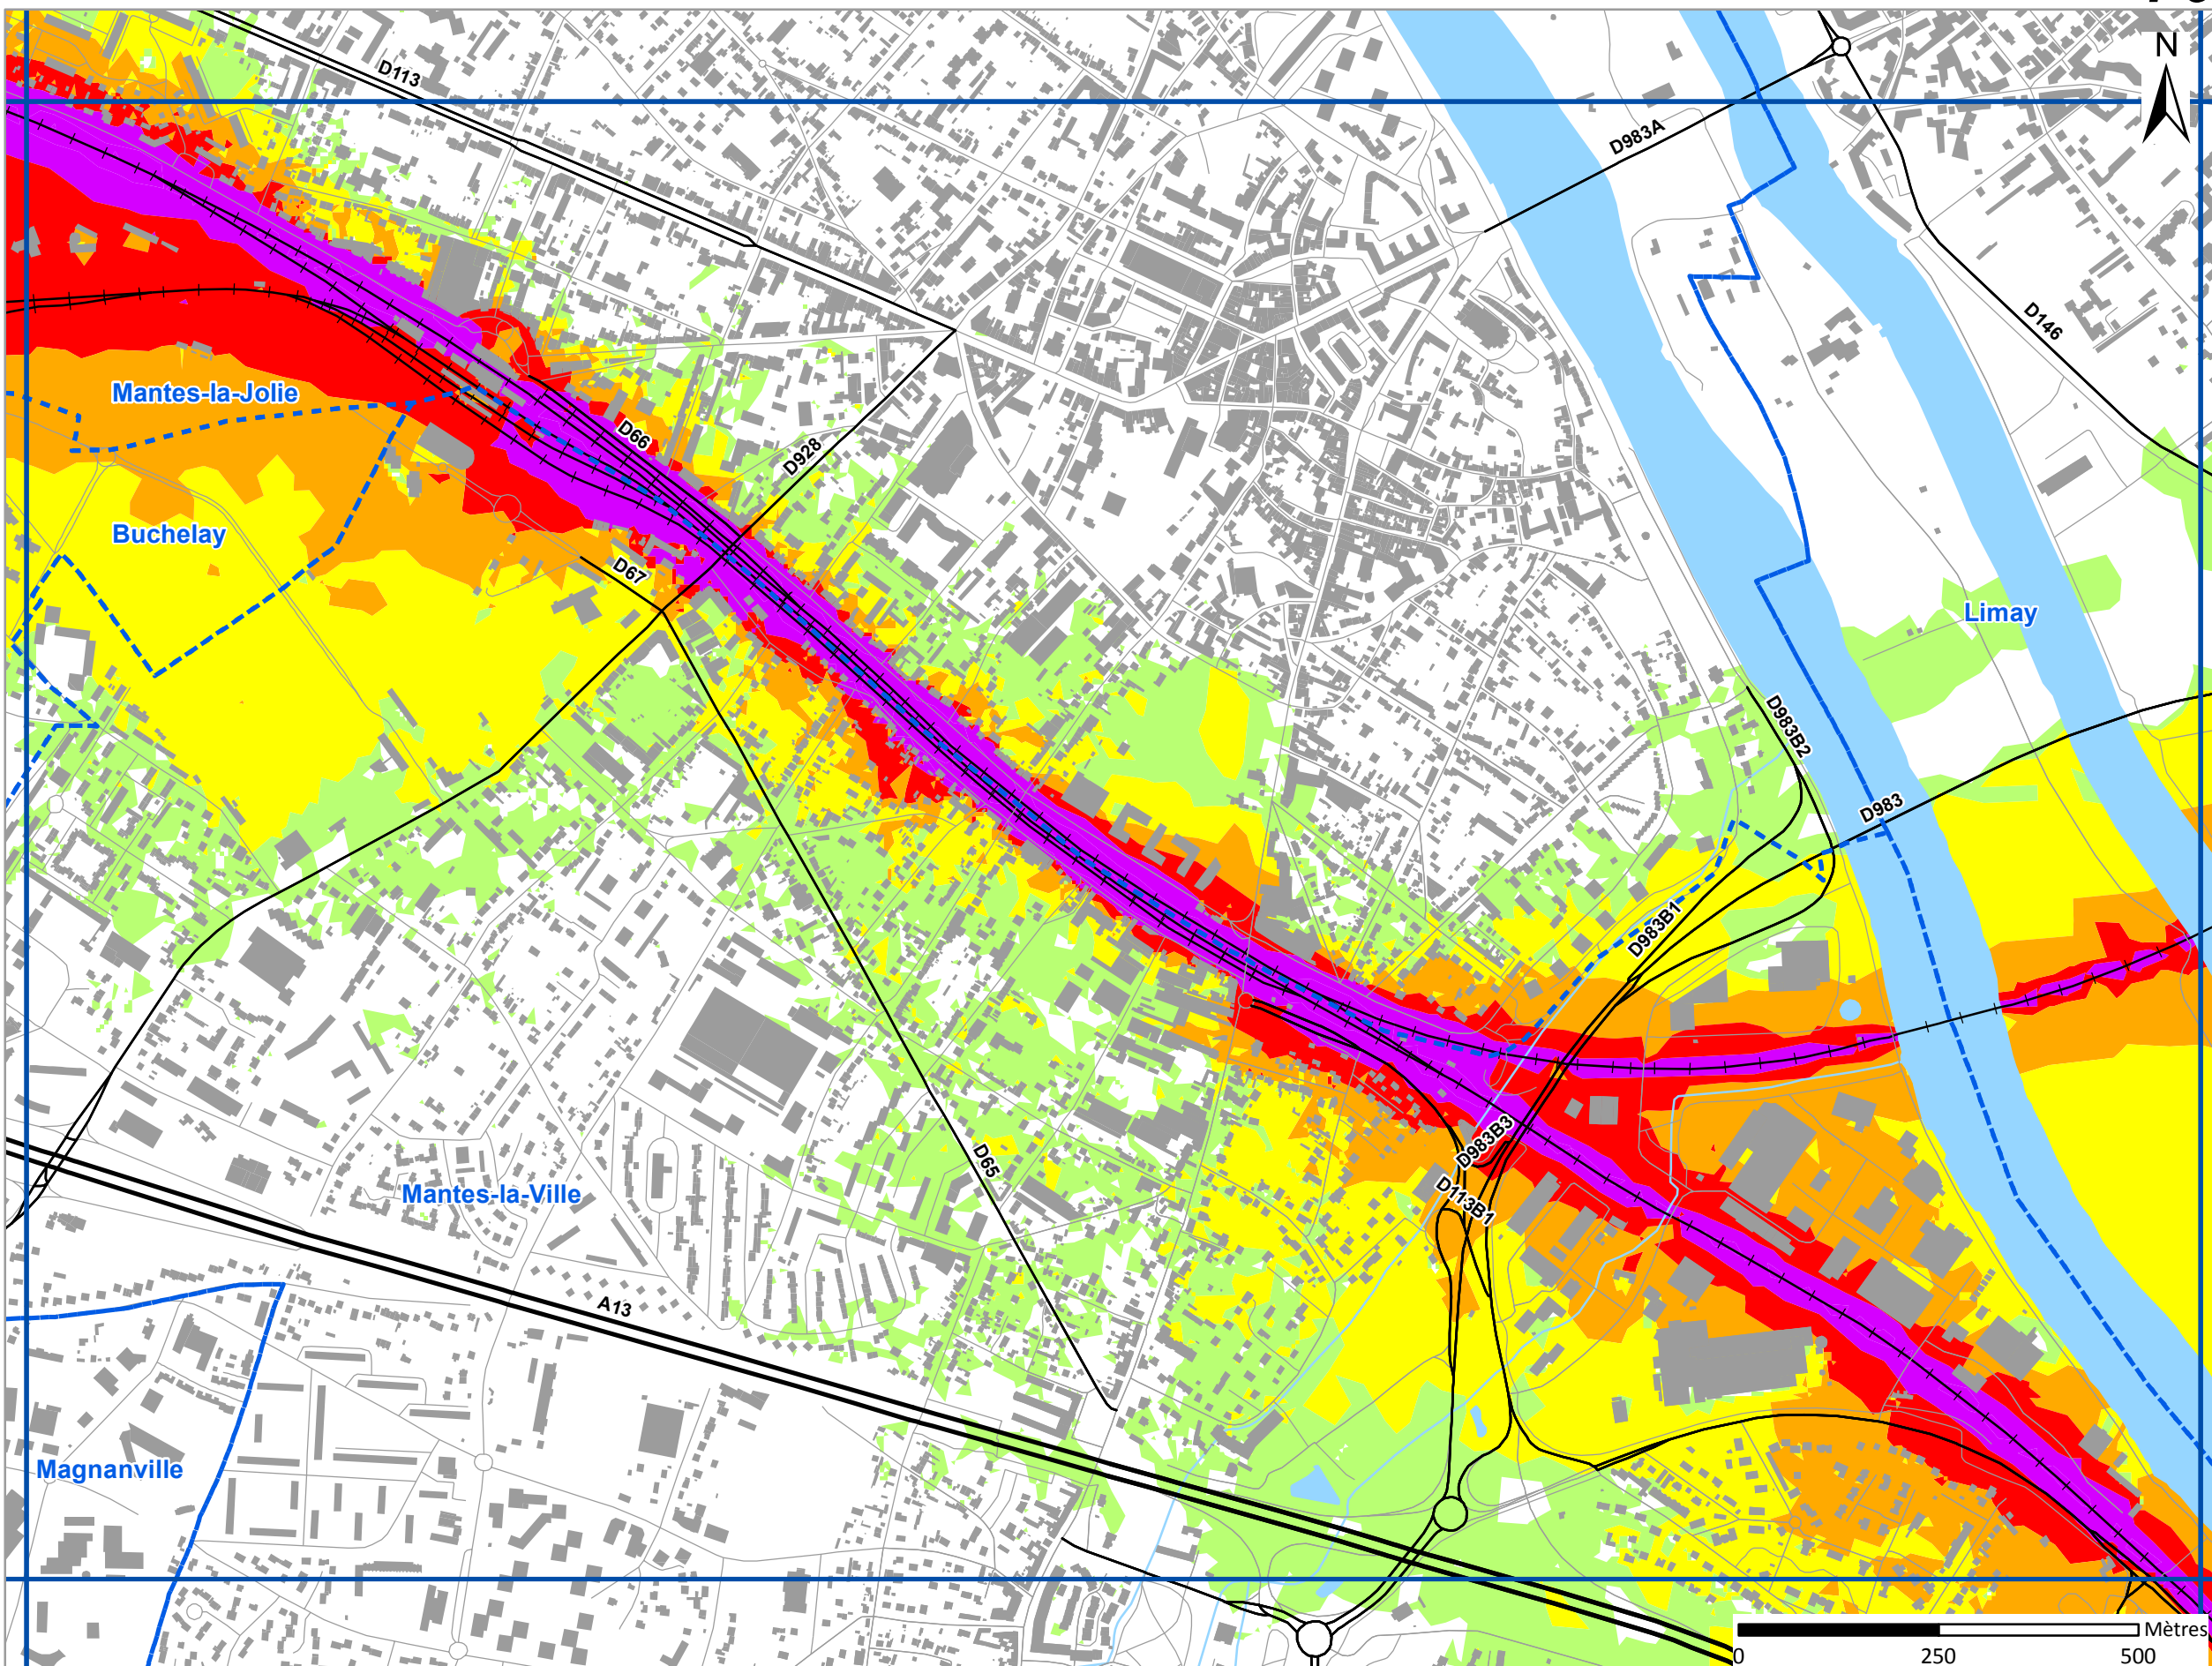 N
D113
D983A
D146
Mantes-la-Jolie
D66
D928
Buchelay
D67
Limay
D983B2
D983
D983B1
D983B3
D65
D113B1
Mantes-la-Ville
A13
Magnanville
Mètres
0 250 500